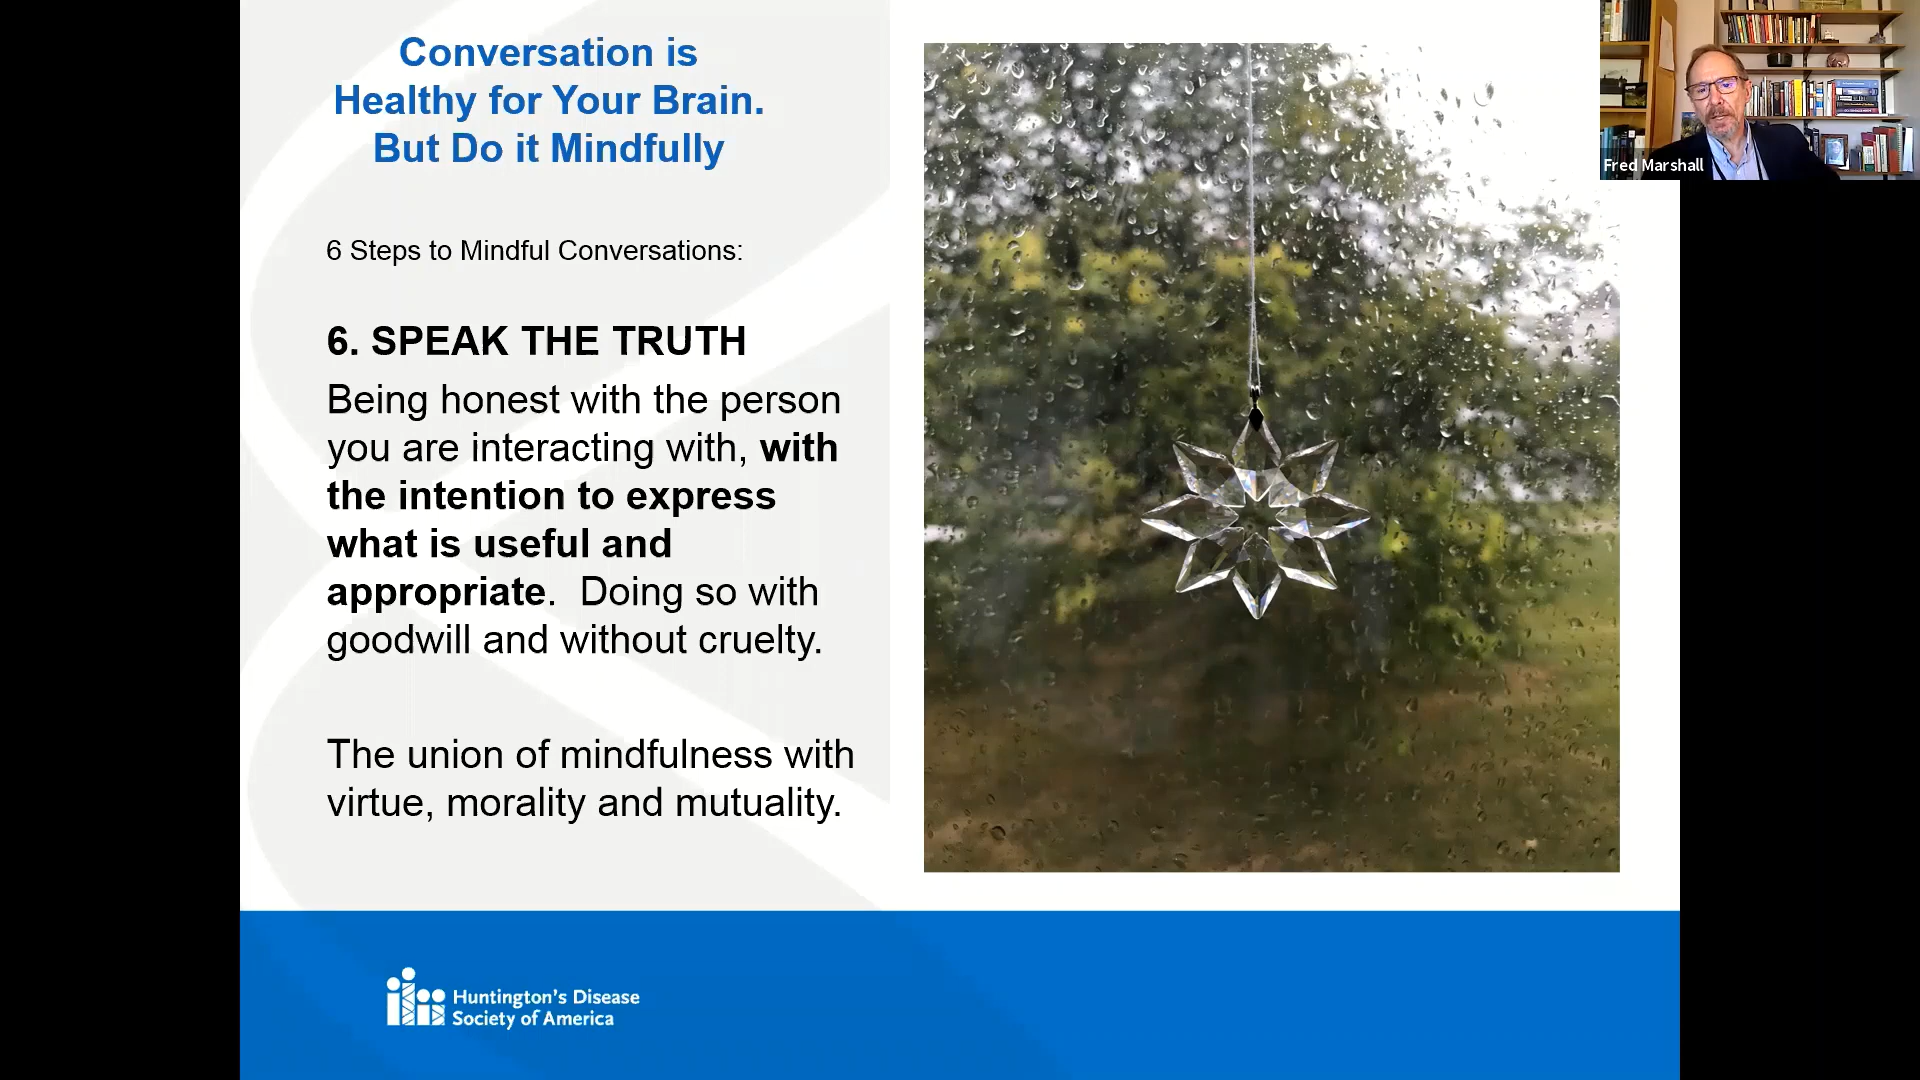 Conversation is
Healthy for Your Brain.
But Do it Mindfully
6 Steps to Mindful Conversations:
6. SPEAK THE TRUTH
Being honest with the person
you are interacting with, with
the intention to express
what is useful and
appropriate.  Doing so with
goodwill and without cruelty.
The union of mindfulness with
virtue, morality and mutuality.
Huntington's Disease
Society of America
Fred Marshall